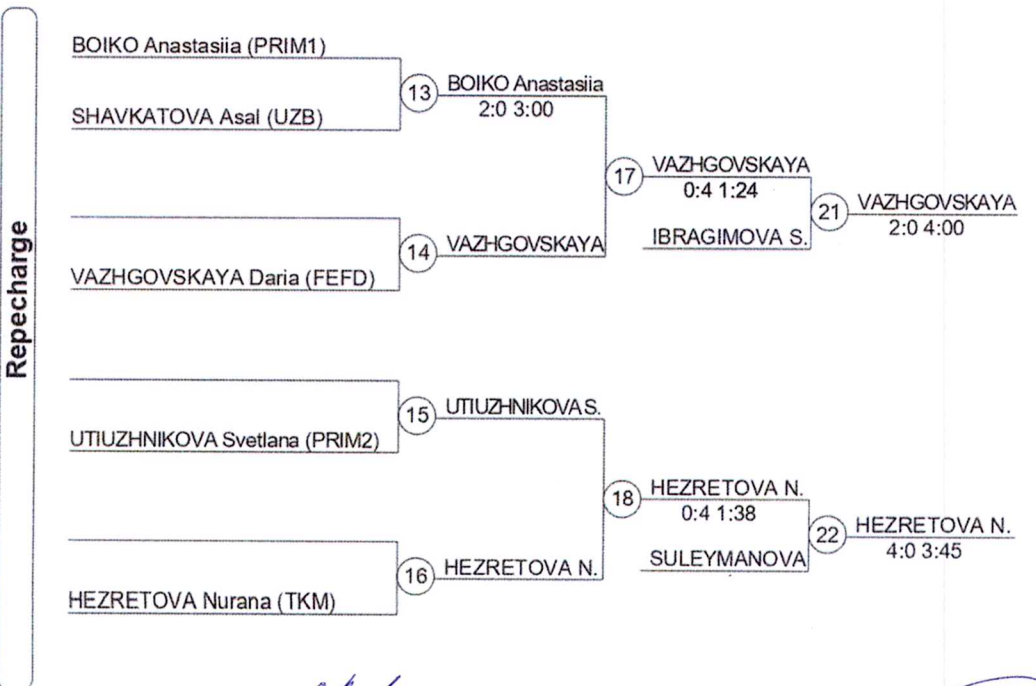 Repecharge
BOIKO Anastasiia (PRIM1)
SHAVKATOVA Asal (UZB)
13
BOIKO Anastasiia
2:0 3:00
VAZHGOVSKAYA Daria (FEFD)
14
VAZHGOVSKAYA
17
VAZHGOVSKAYA
0:4 1:24
IBRAGIMOVA S.
21
VAZHGOVSKAYA
2:0 4:00
UTIUZHNIKOVA Svetlana (PRIM2)
15
UTIUZHNIKOVA S.
HEZRETOVA Nurana (TKM)
16
HEZRETOVA N.
18
HEZRETOVA N.
0:4 1:38
SULEYMANOVA
22
HEZRETOVA N.
4:0 3:45